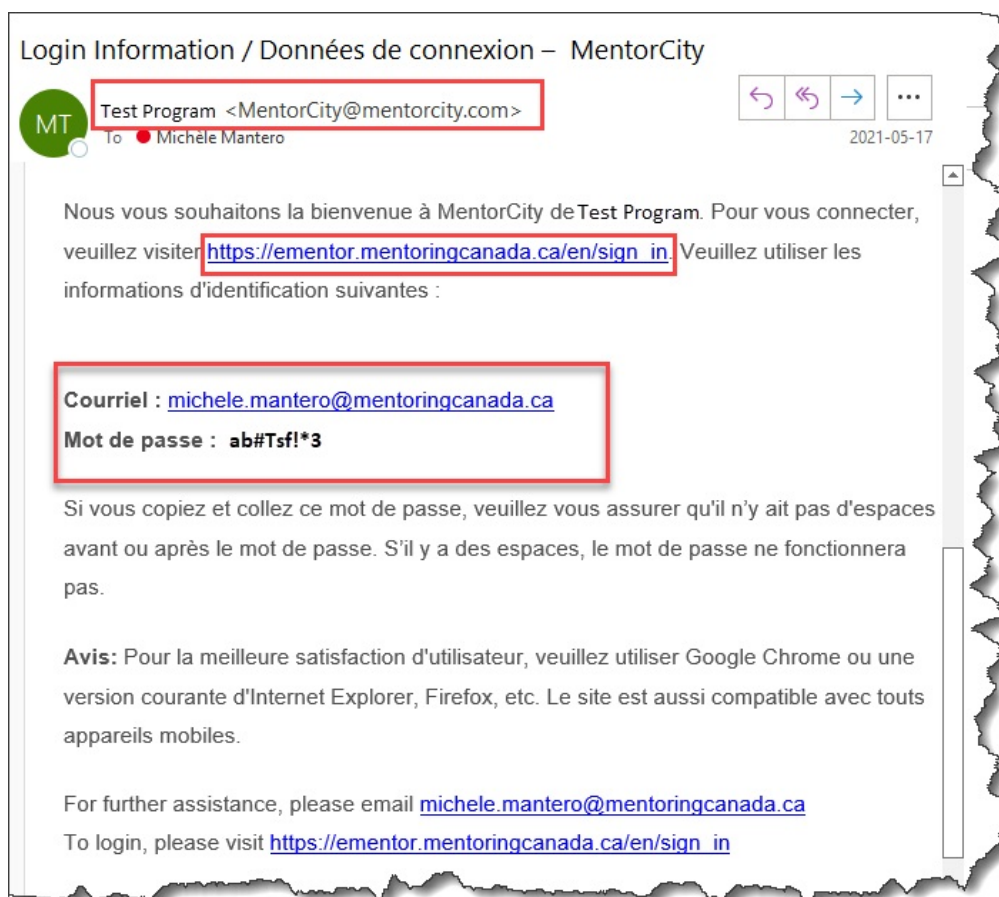 Login Information / Données de connexion – MentorCity
MT
Test Program <MentorCity@mentorcity.com>
To Michèle Mantero
2021-05-17
Nous vous souhaitons la bienvenue à MentorCity de Test Program. Pour vous connecter,
veuillez visiter https://ementor.mentoringcanada.ca/en/sign_in. Veuillez utiliser les
informations d'identification suivantes :
Courriel : michele.mantero@mentoringcanada.ca
Mot de passe : ab#Tsf!*3
Si vous copiez et collez ce mot de passe, veuillez vous assurer qu'il n’y ait pas d'espaces
avant ou après le mot de passe. S’il y a des espaces, le mot de passe ne fonctionnera
pas.
Avis: Pour la meilleure satisfaction d'utilisateur, veuillez utiliser Google Chrome ou une
version courante d'Internet Explorer, Firefox, etc. Le site est aussi compatible avec touts
appareils mobiles.
For further assistance, please email michele.mantero@mentoringcanada.ca
To login, please visit https://ementor.mentoringcanada.ca/en/sign_in